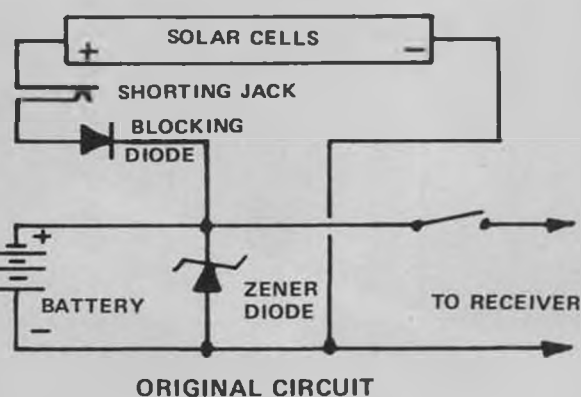 + SOLAR CELLS −
SHORTING JACK
BLOCKING
DIODE
+
BATTERY
−
ZENER
DIODE
TO RECEIVER
ORIGINAL CIRCUIT